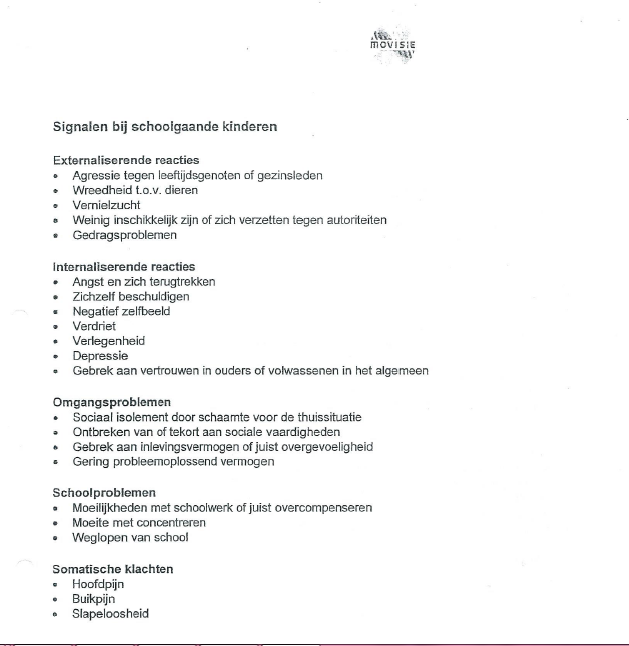 MOVISIE
Signalen bij schoolgaande kinderen
Externaliserende reacties
• Agressie tegen leeftijdsgenoten of gezinsleden
• Wreedheid t.o.v. dieren
• Vernielzucht
• Weinig inschikkelijk zijn of zich verzetten tegen autoriteiten
• Gedragsproblemen
Internaliserende reacties
• Angst en zich terugtrekken
• Zichzelf beschuldigen
• Negatief zelfbeeld
• Verdriet
• Verlegenheid
• Depressie
• Gebrek aan vertrouwen in ouders of volwassenen in het algemeen
Omgangsproblemen
• Sociaal isolement door schaamte voor de thuissituatie
• Ontbreken van of tekort aan sociale vaardigheden
• Gebrek aan inlevingsvermogen of juist overgevoeligheid
• Gering probleemoplossend vermogen
Schoolproblemen
• Moeilijkheden met schoolwerk of juist overcompenseren
• Moeite met concentreren
• Weglopen van school
Somatische klachten
• Hoofdpijn
• Buikpijn
• Slapeloosheid